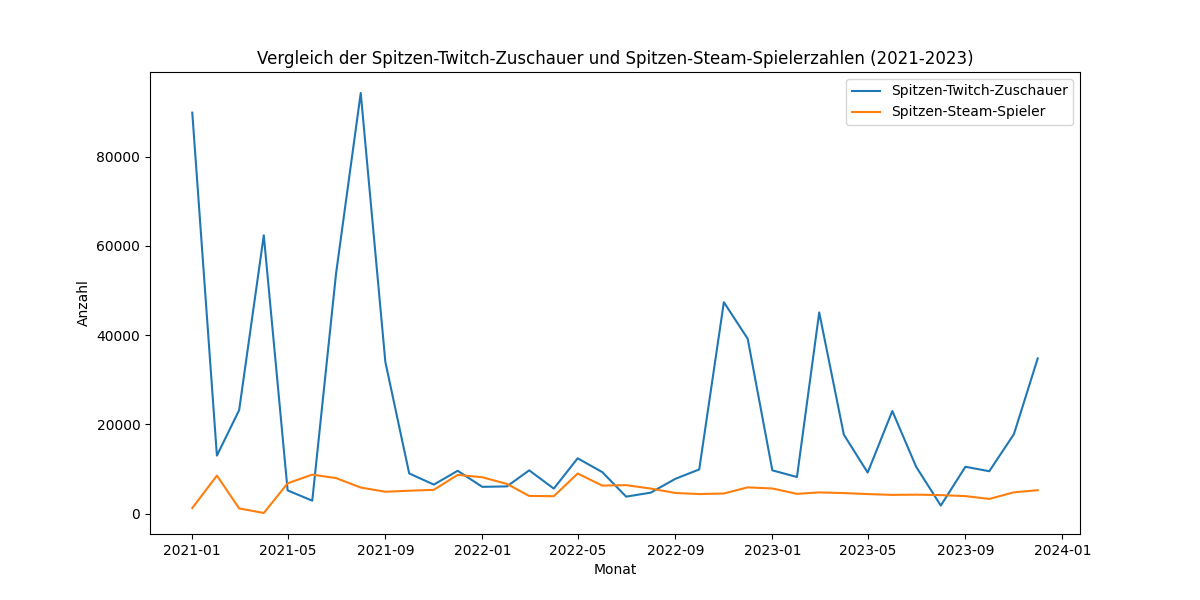 Vergleich der Spitzen-Twitch-Zuschauer und Spitzen-Steam-Spielerzahlen (2021-2023)
Spitzen-Twitch-Zuschauer
Spitzen-Steam-Spieler
80000
60000
40000
20000
0
Anzahl
2021-01 2021-05 2021-09 2022-01 2022-05 2022-09 2023-01 2023-05 2023-09 2024-01
Monat